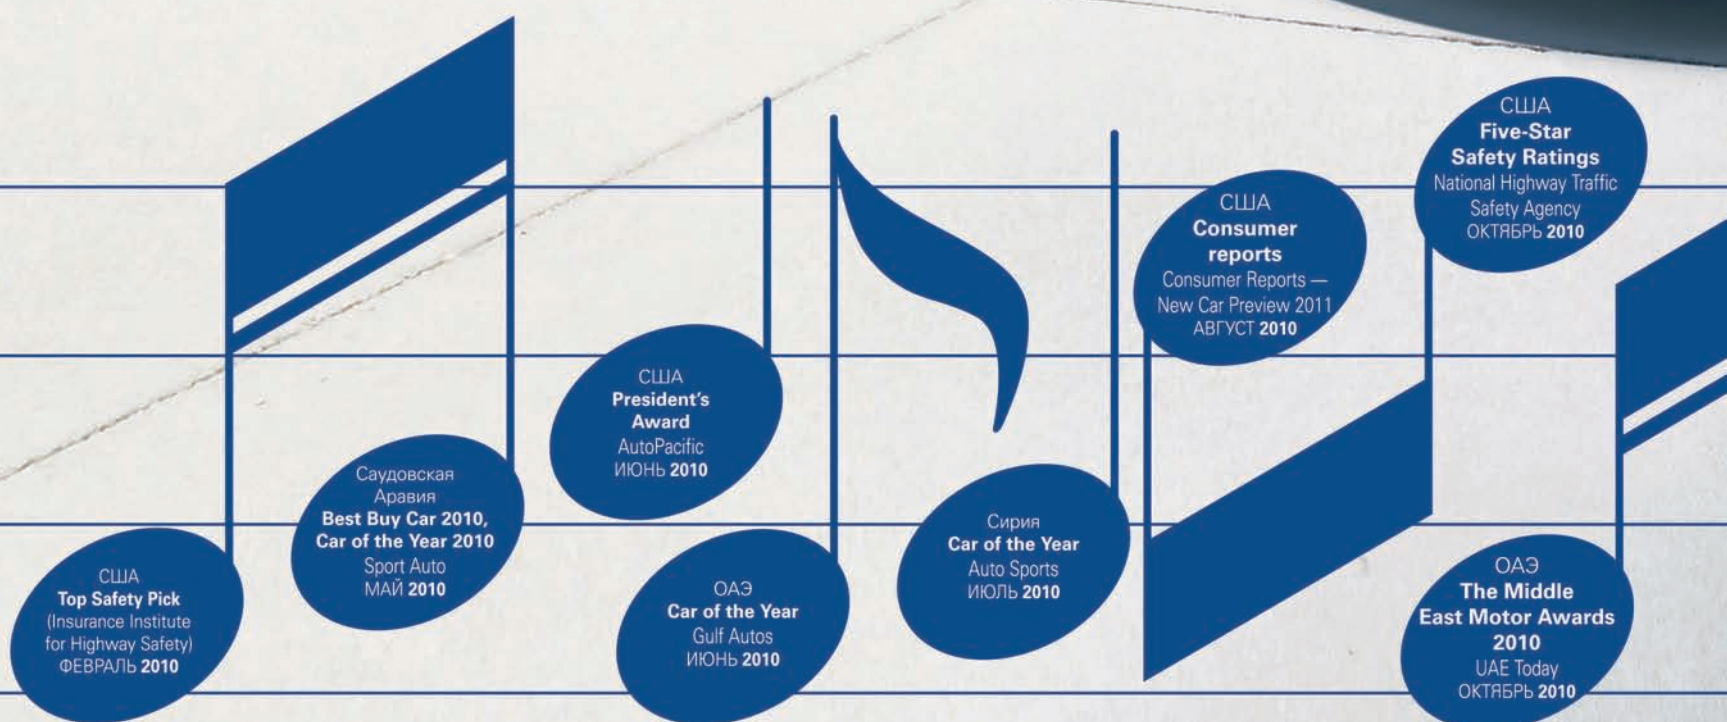 США
Top Safety Pick
(Insurance Institute
for Highway Safety)
ФЕВРАЛЬ 2010
Саудовская
Аравия
Best Buy Car 2010,
Car of the Year 2010
Sport Auto
МАЙ 2010
США
President's
Award
AutoPacific
ИЮНЬ 2010
ОАЭ
Car of the Year
Gulf Autos
ИЮНЬ 2010
Сирия
Car of the Year
Auto Sports
ИЮЛЬ 2010
США
Consumer
reports
Consumer Reports —
New Car Preview 2011
АВГУСТ 2010
США
Five-Star
Safety Ratings
National Highway Traffic
Safety Agency
ОКТЯБРЬ 2010
ОАЭ
The Middle
East Motor Awards
2010
UAE Today
ОКТЯБРЬ 2010